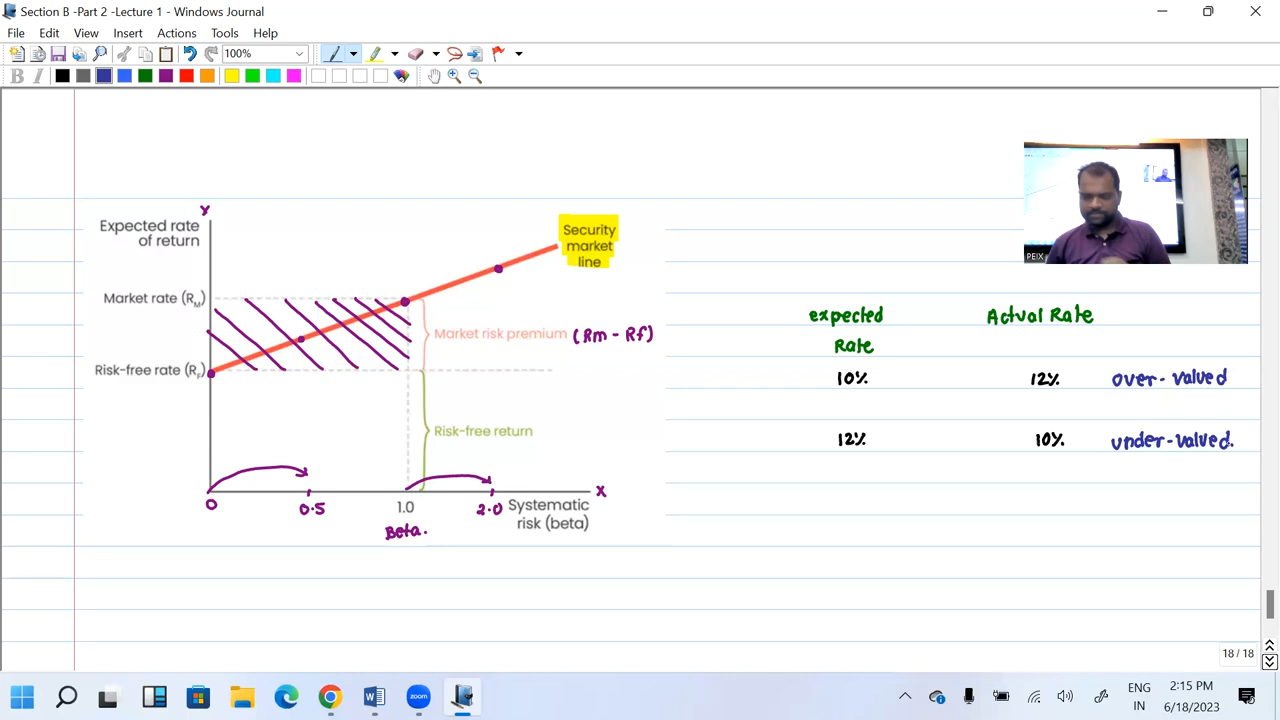 Section B -Part 2 -Lecture 1 - Windows Journal
File Edit View Insert Actions Tools Help
100%
B I
Y
Expected rate
of return
Security
market
line
Market rate (RM)
Market risk premium (Rm - Rf)
Risk-free rate (RF)
Risk-free return
0 0.5 1.0 2.0 Systematic
risk (beta)
X
Beta.
PEIX
expected Actual Rate
Rate
10% 12% over-valued
12% 10% under-valued.
18 / 18
ENG
IN
2:15 PM
6/18/2023
zoom